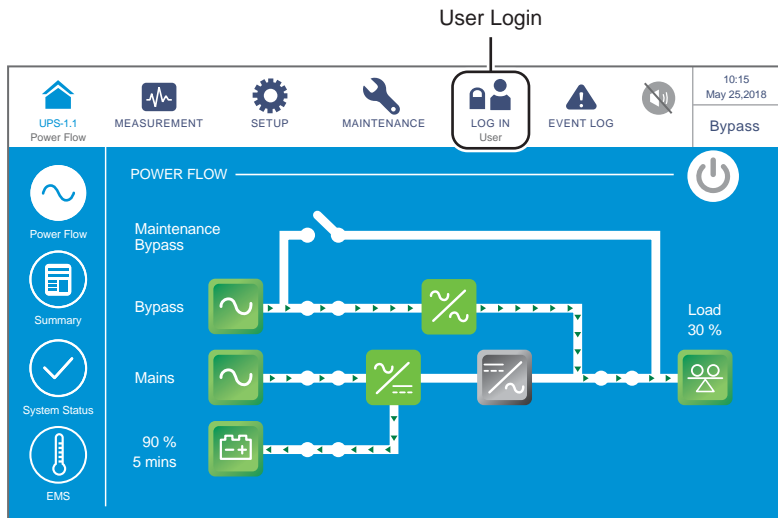 User Login
10:15
May 25,2018
UPS-1.1
MEASUREMENT
SETUP
MAINTENANCE
LOG IN
EVENT LOG
Power Flow
User
Bypass
POWER FLOW
Power Flow
Maintenance
Bypass
Bypass
Load
30 %
Summary
Mains
System Status
90 %
5 mins
EMS